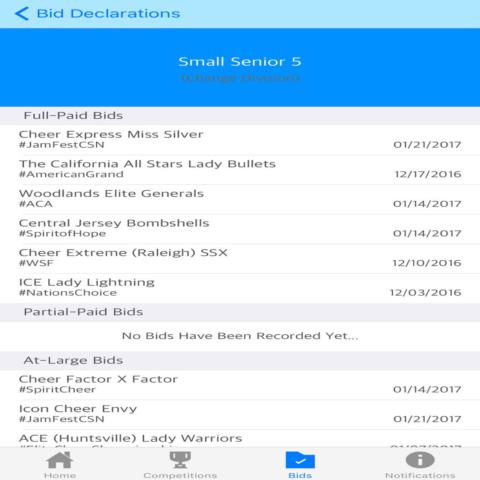 Bid Declarations
Small Senior 5
(Change Division)
Full-Paid Bids
Cheer Express Miss Silver
#JamFestCSN 01/21/2017
The California All Stars Lady Bullets
#AmericanGrand 12/17/2016
Woodlands Elite Generals
#ACA 01/14/2017
Central Jersey Bombshells
#SpiritofHope 01/14/2017
Cheer Extreme (Raleigh) SSX
#WSF 12/10/2016
ICE Lady Lightning
#NationsChoice 12/03/2016
Partial-Paid Bids
No Bids Have Been Recorded Yet...
At-Large Bids
Cheer Factor X Factor
#SpiritCheer 01/14/2017
Icon Cheer Envy
#JamFestCSN 01/21/2017
ACE (Huntsville) Lady Warriors
Home Competitions Bids Notifications